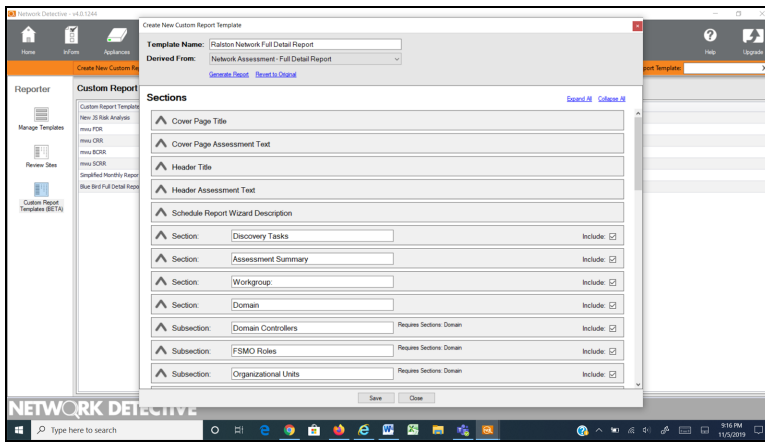 Network Detective - v4.0.1244
Create New Custom Report Template
Home
InForm
Appliances
Help
Upgrade
Template Name: Ralston Network Full Detail Report
Derived From: Network Assessment - Full Detail Report
Generate Report Revert to Original
Create New Custom Re
port Template:
Reporter
Manage Templates
Review Sites
Custom Report
Templates (BETA)
Custom Report
Custom Report Template
New JS Risk Analysis
mwu FDR
mwu CRR
mwu BCRR
mwu SCRR
Simplified Monthly Repor
Blue Bird Full Detail Repo
Sections
Expand All Collapse All
Cover Page Title
Cover Page Assessment Text
Header Title
Header Assessment Text
Schedule Report Wizard Description
Section: Discovery Tasks Include:
Section: Assessment Summary Include:
Section: Workgroup: Include:
Section: Domain Include:
Subsection: Domain Controllers Requires Sections: Domain Include:
Subsection: FSMO Roles Requires Sections: Domain Include:
Subsection: Organizational Units Requires Sections: Domain Include:
Save Close
NETWORK DETECTIVE
Type here to search
9:16 PM
11/5/2019